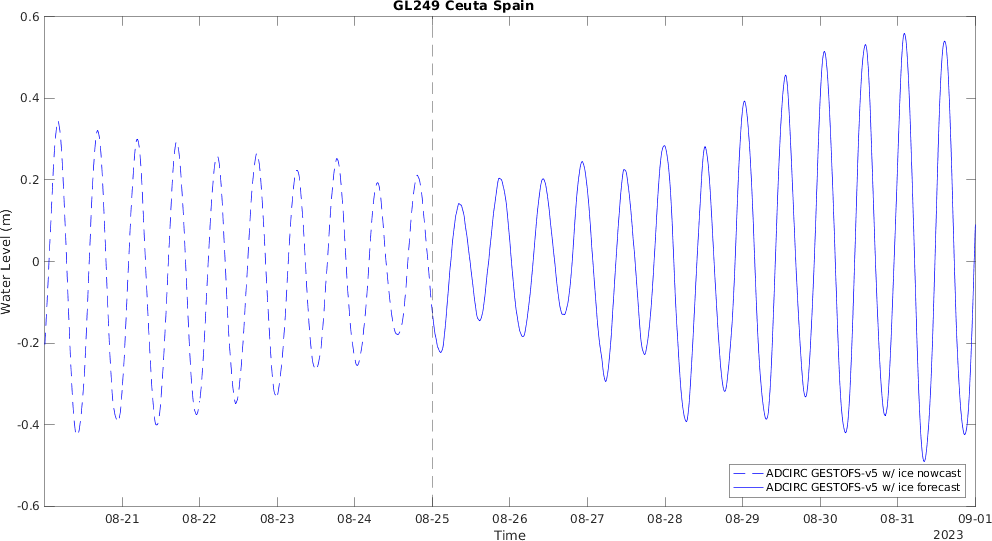 GL249 Ceuta Spain
0.6
0.4
0.2
0
-0.2
-0.4
-0.6
Water Level (m)
ADCIRC GESTOFS-v5 w/ ice nowcast
ADCIRC GESTOFS-v5 w/ ice forecast
08-21 08-22 08-23 08-24 08-25 08-26 08-27 08-28 08-29 08-30 08-31 09-01
Time
2023